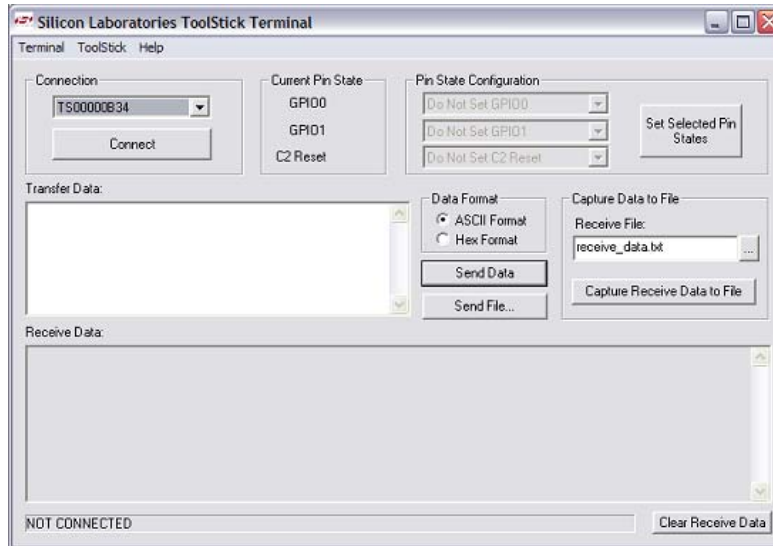 Silicon Laboratories ToolStick Terminal
Terminal ToolStick Help
Connection
TS00000B34
Connect
Current Pin State
GPIO0
GPIO1
C2 Reset
Pin State Configuration
Do Not Set GPIO0
Do Not Set GPIO1
Do Not Set C2 Reset
Set Selected Pin
States
Transfer Data:
Data Format
ASCII Format
Hex Format
Send Data
Send File...
Capture Data to File
Receive File:
receive_data.txt
...
Capture Receive Data to File
Receive Data:
NOT CONNECTED
Clear Receive Data